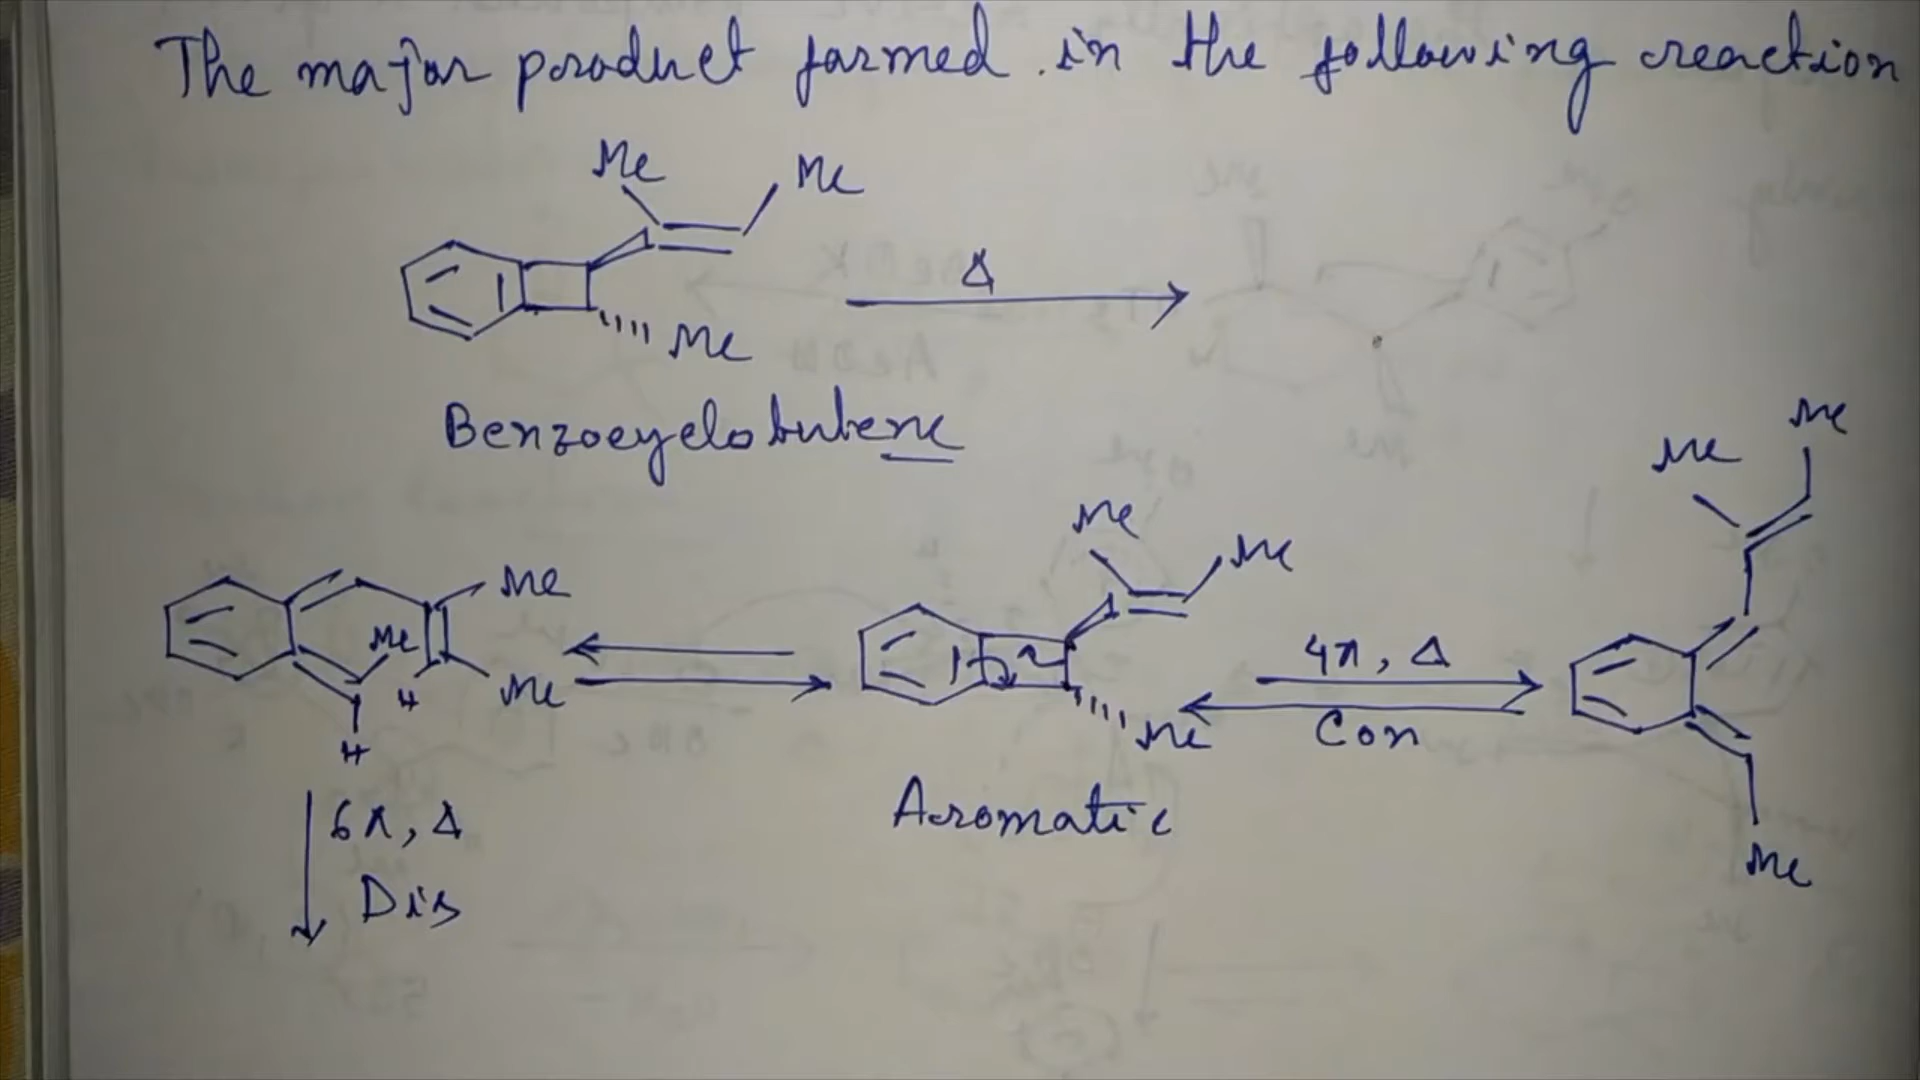 The major product formed in the following reaction
Me Me
Δ
Me
Benzocyclobutene
Me
Me
Me
Me
Me
Me
Me
H
H
Me
4π, Δ
Con
Me
Aromatic
6π, Δ
Dis
Me